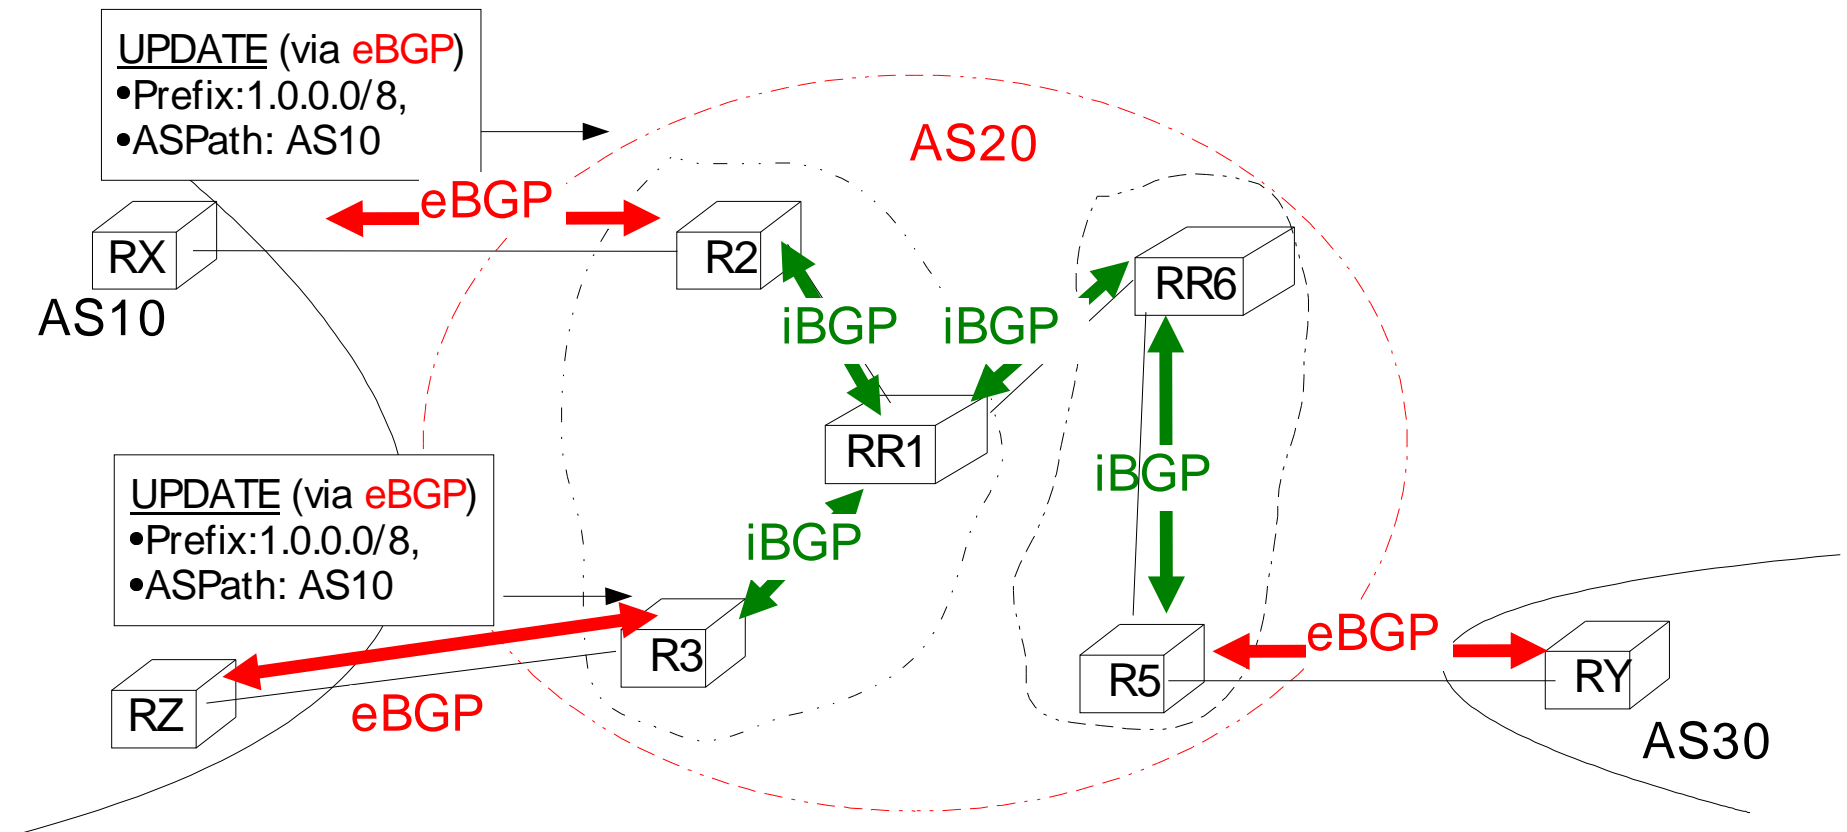 UPDATE (via eBGP)
•Prefix:1.0.0.0/8,
•ASPath: AS10
AS20
eBGP
RX
R2
RR6
AS10
iBGP
iBGP
RR1
iBGP
UPDATE (via eBGP)
•Prefix:1.0.0.0/8,
•ASPath: AS10
iBGP
R3
eBGP
R5
RY
RZ
eBGP
AS30